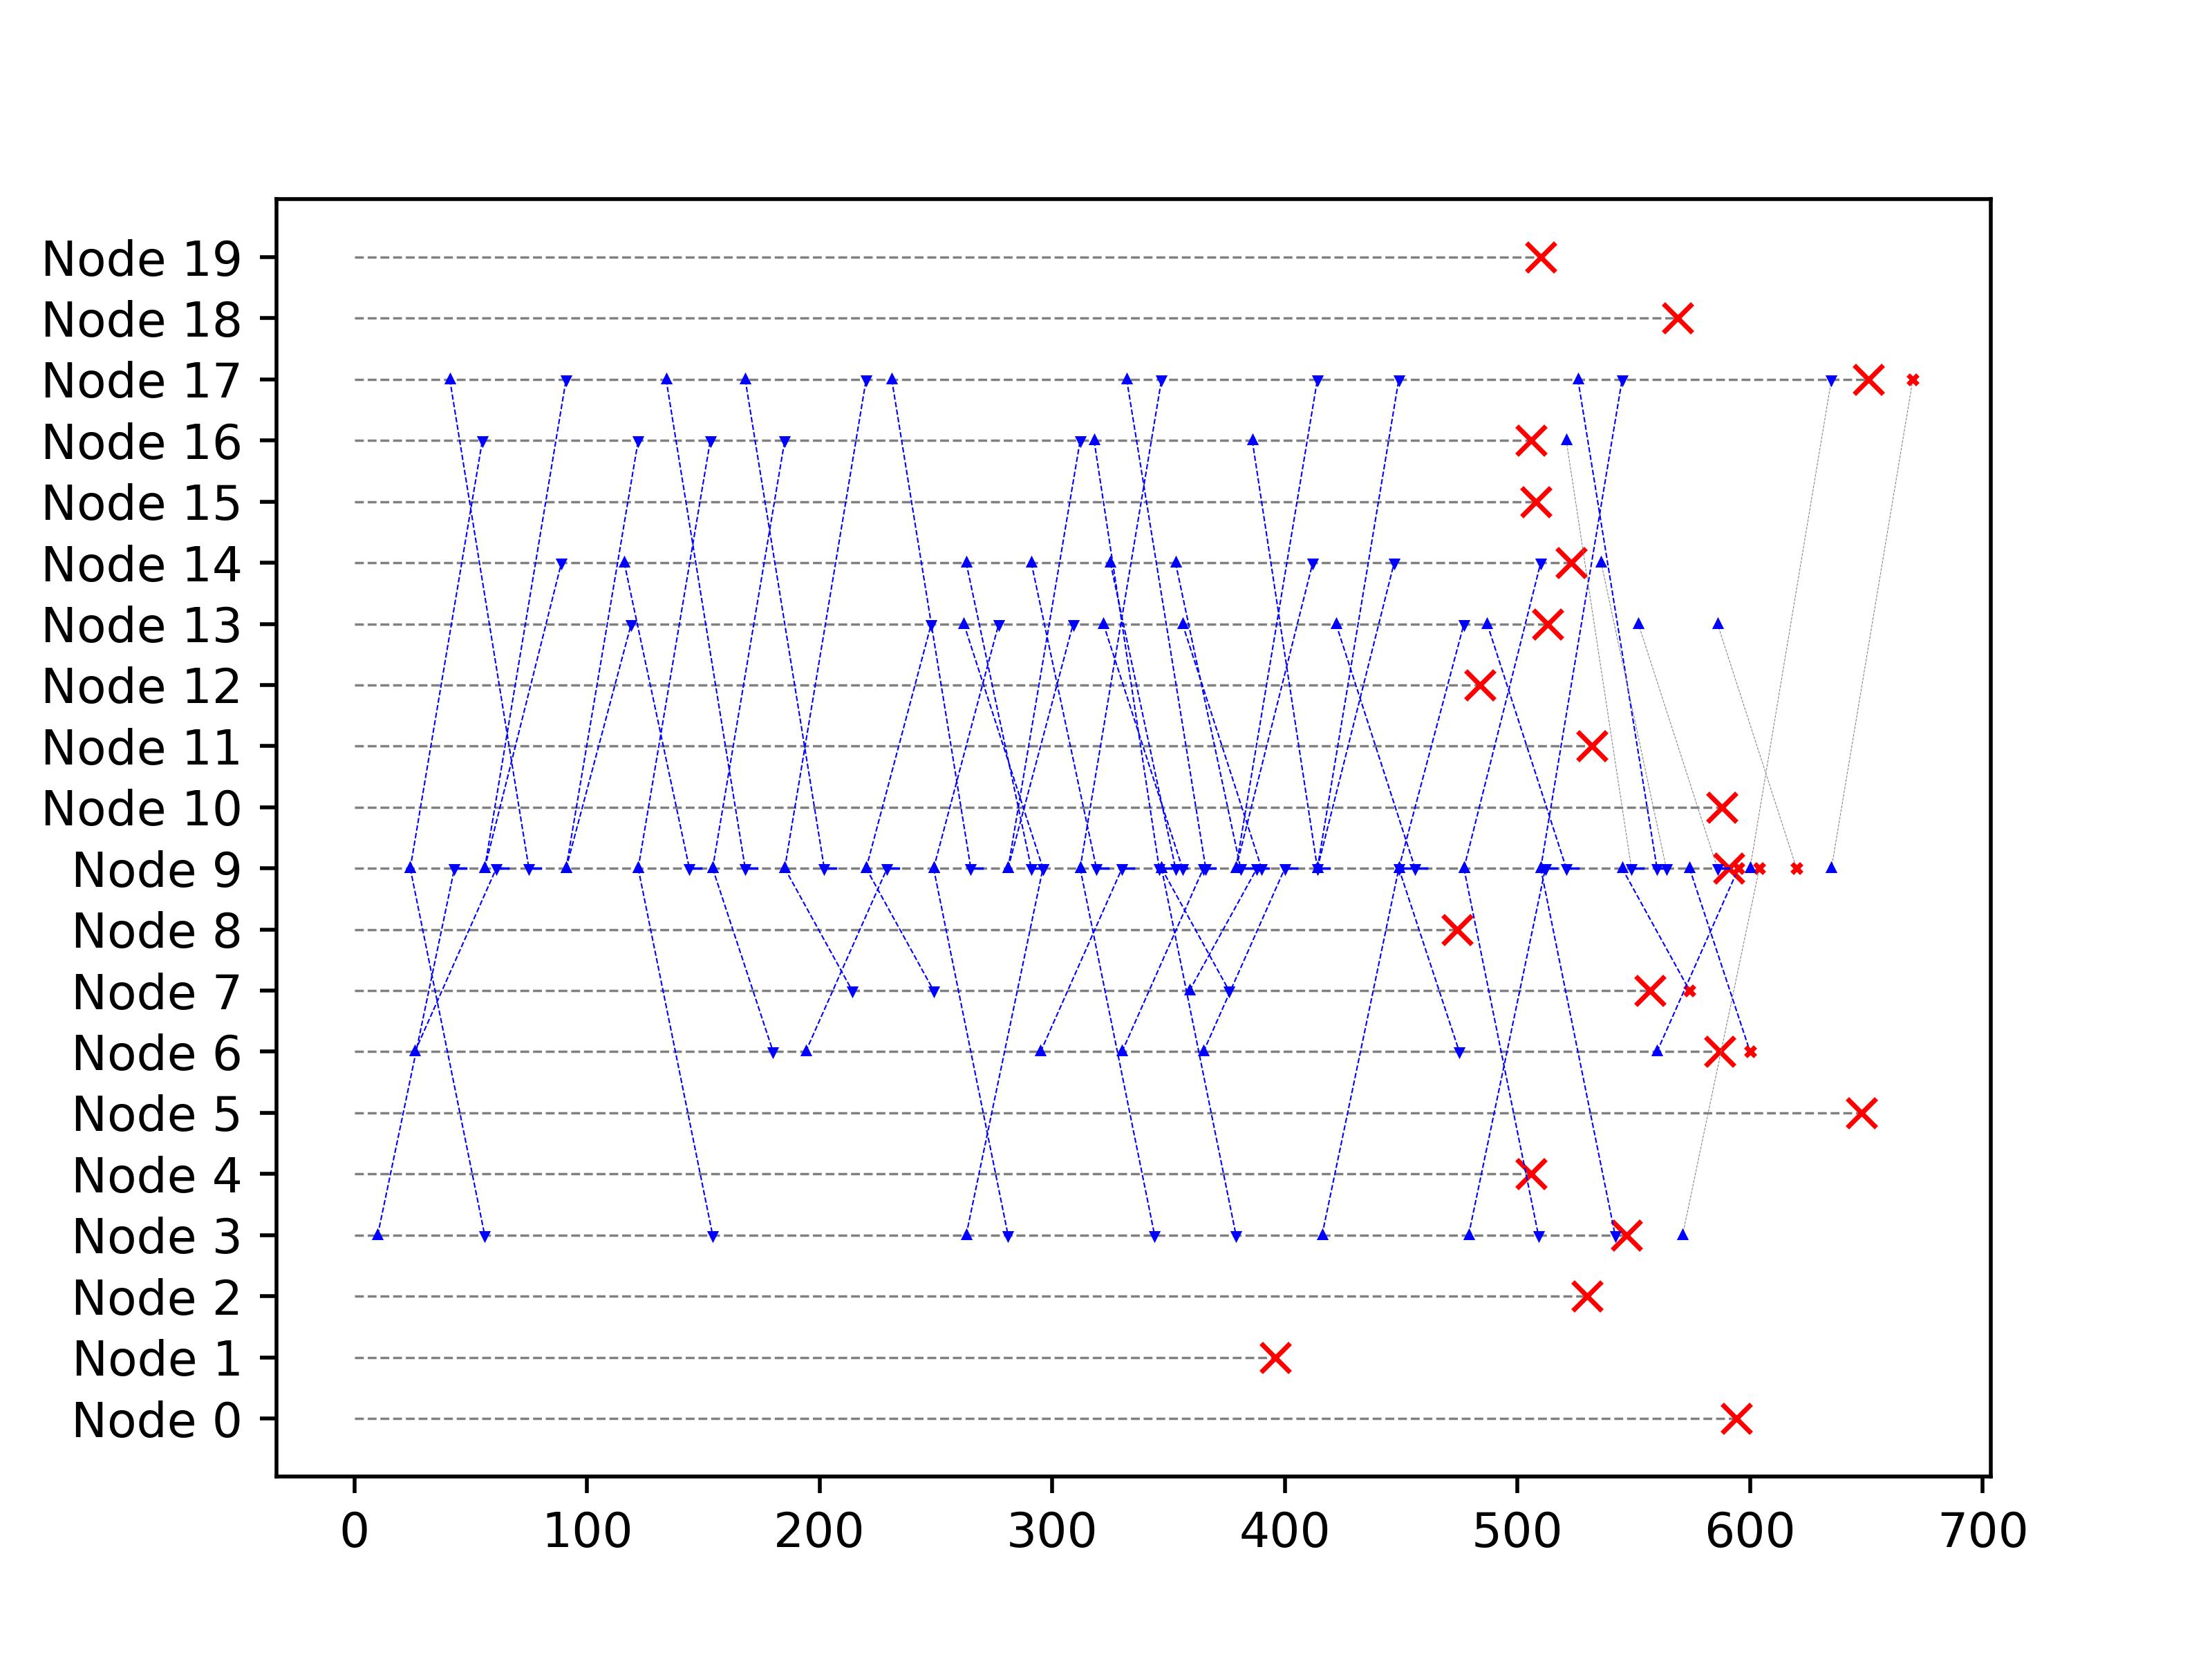 Node 19
Node 18
Node 17
Node 16
Node 15
Node 14
Node 13
Node 12
Node 11
Node 10
Node 9
Node 8
Node 7
Node 6
Node 5
Node 4
Node 3
Node 2
Node 1
Node 0
0 100 200 300 400 500 600 700